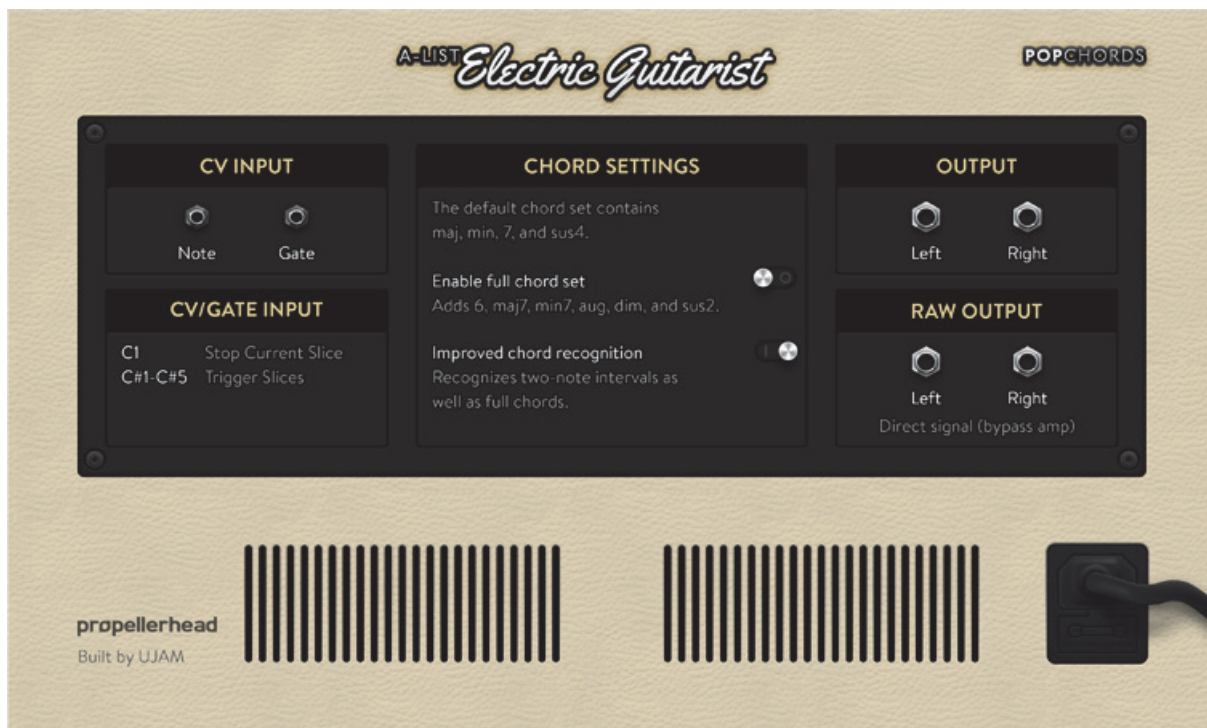 A-LIST Electric Guitarist
POPCHORDS
CV INPUT
Note Gate
CV/GATE INPUT
C1 Stop Current Slice
C#1-C#5 Trigger Slices
CHORD SETTINGS
The default chord set contains
maj, min, 7, and sus4.
Enable full chord set
Adds 6, maj7, min7, aug, dim, and sus2.
Improved chord recognition
Recognizes two-note intervals as
well as full chords.
OUTPUT
Left Right
RAW OUTPUT
Left Right
Direct signal (bypass amp)
propellerhead
Built by UJAM